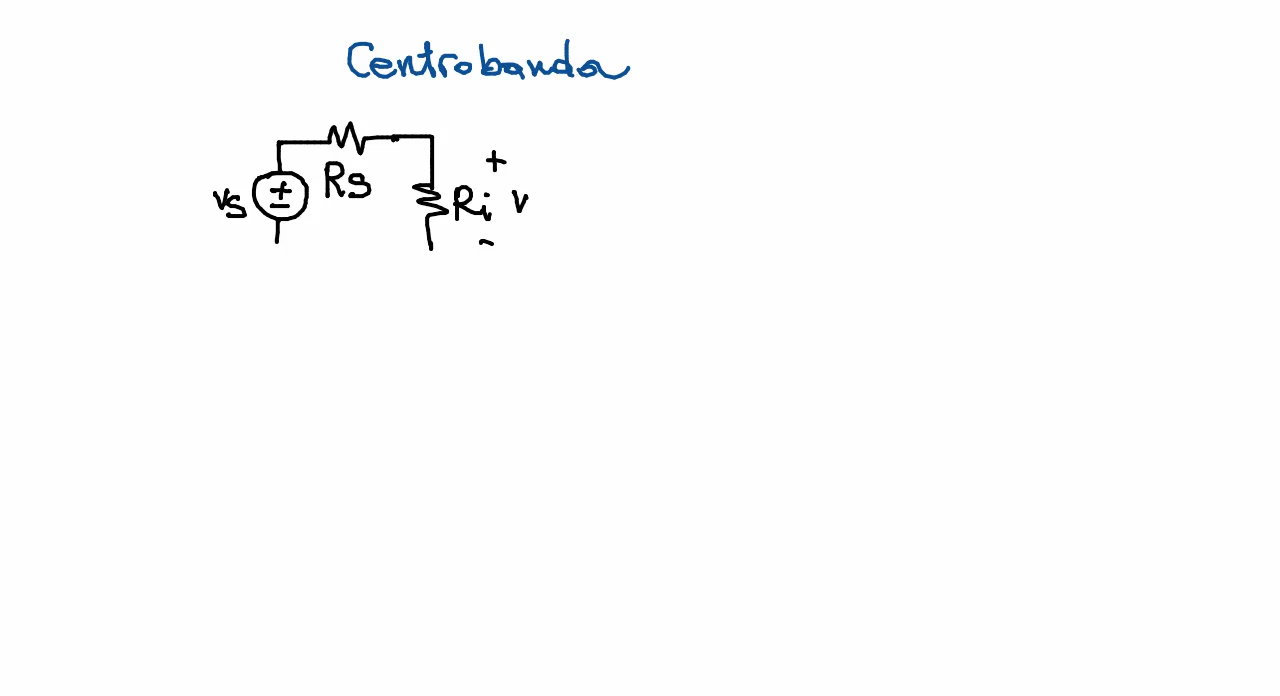 Centrobanda
+
Rs
vs + - Ri v
-